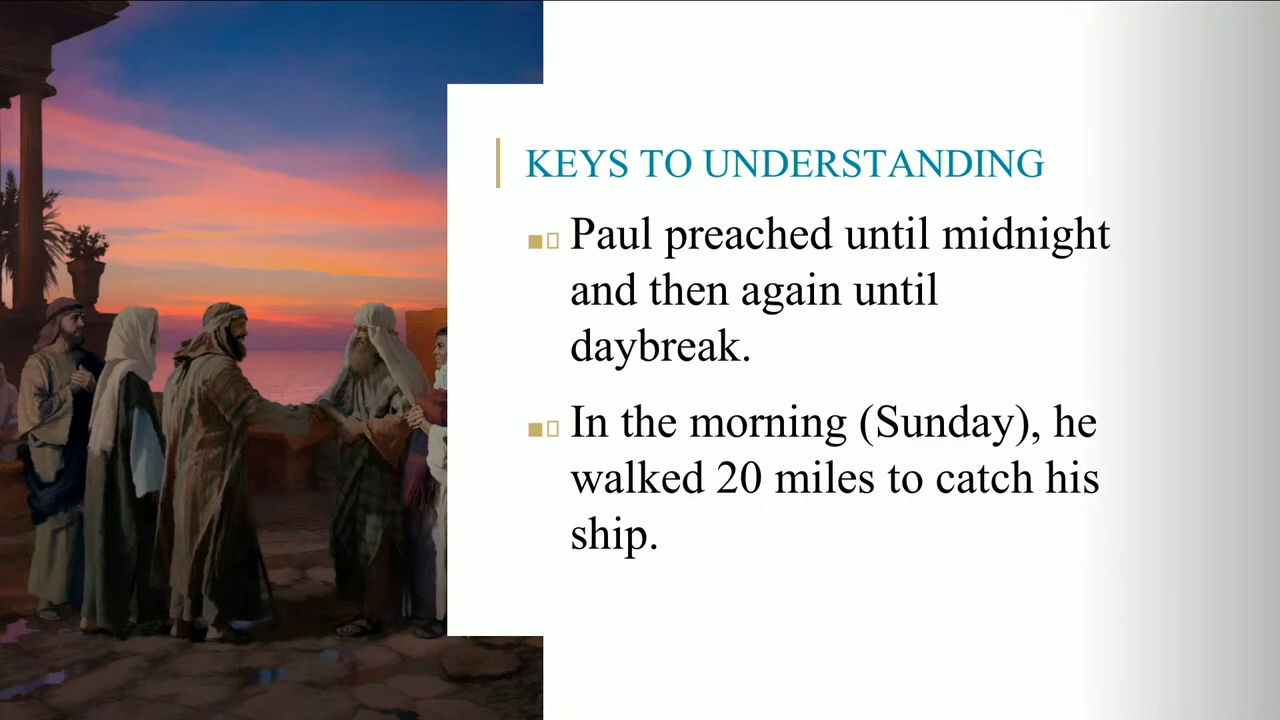 KEYS TO UNDERSTANDING
Paul preached until midnight
and then again until
daybreak.
In the morning (Sunday), he
walked 20 miles to catch his
ship.